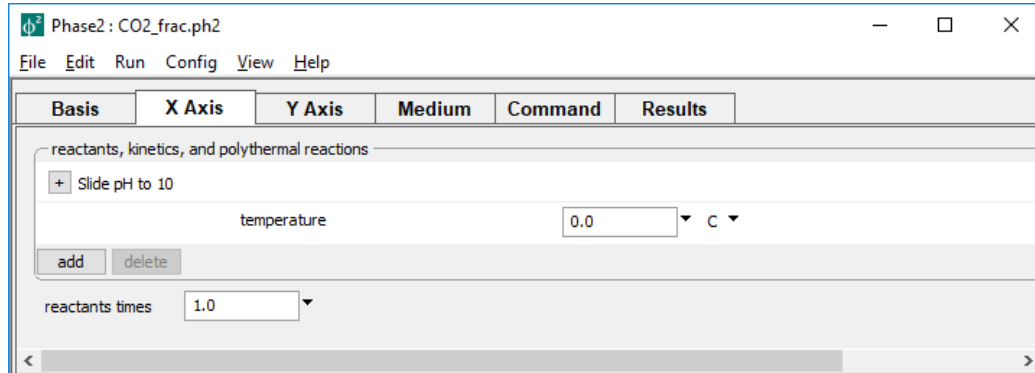 ϕ² Phase2 : CO2_frac.ph2
File Edit Run Config View Help
Basis X Axis Y Axis Medium Command Results
reactants, kinetics, and polythermal reactions
+ Slide pH to 10
temperature 0.0 C
add delete
reactants times 1.0